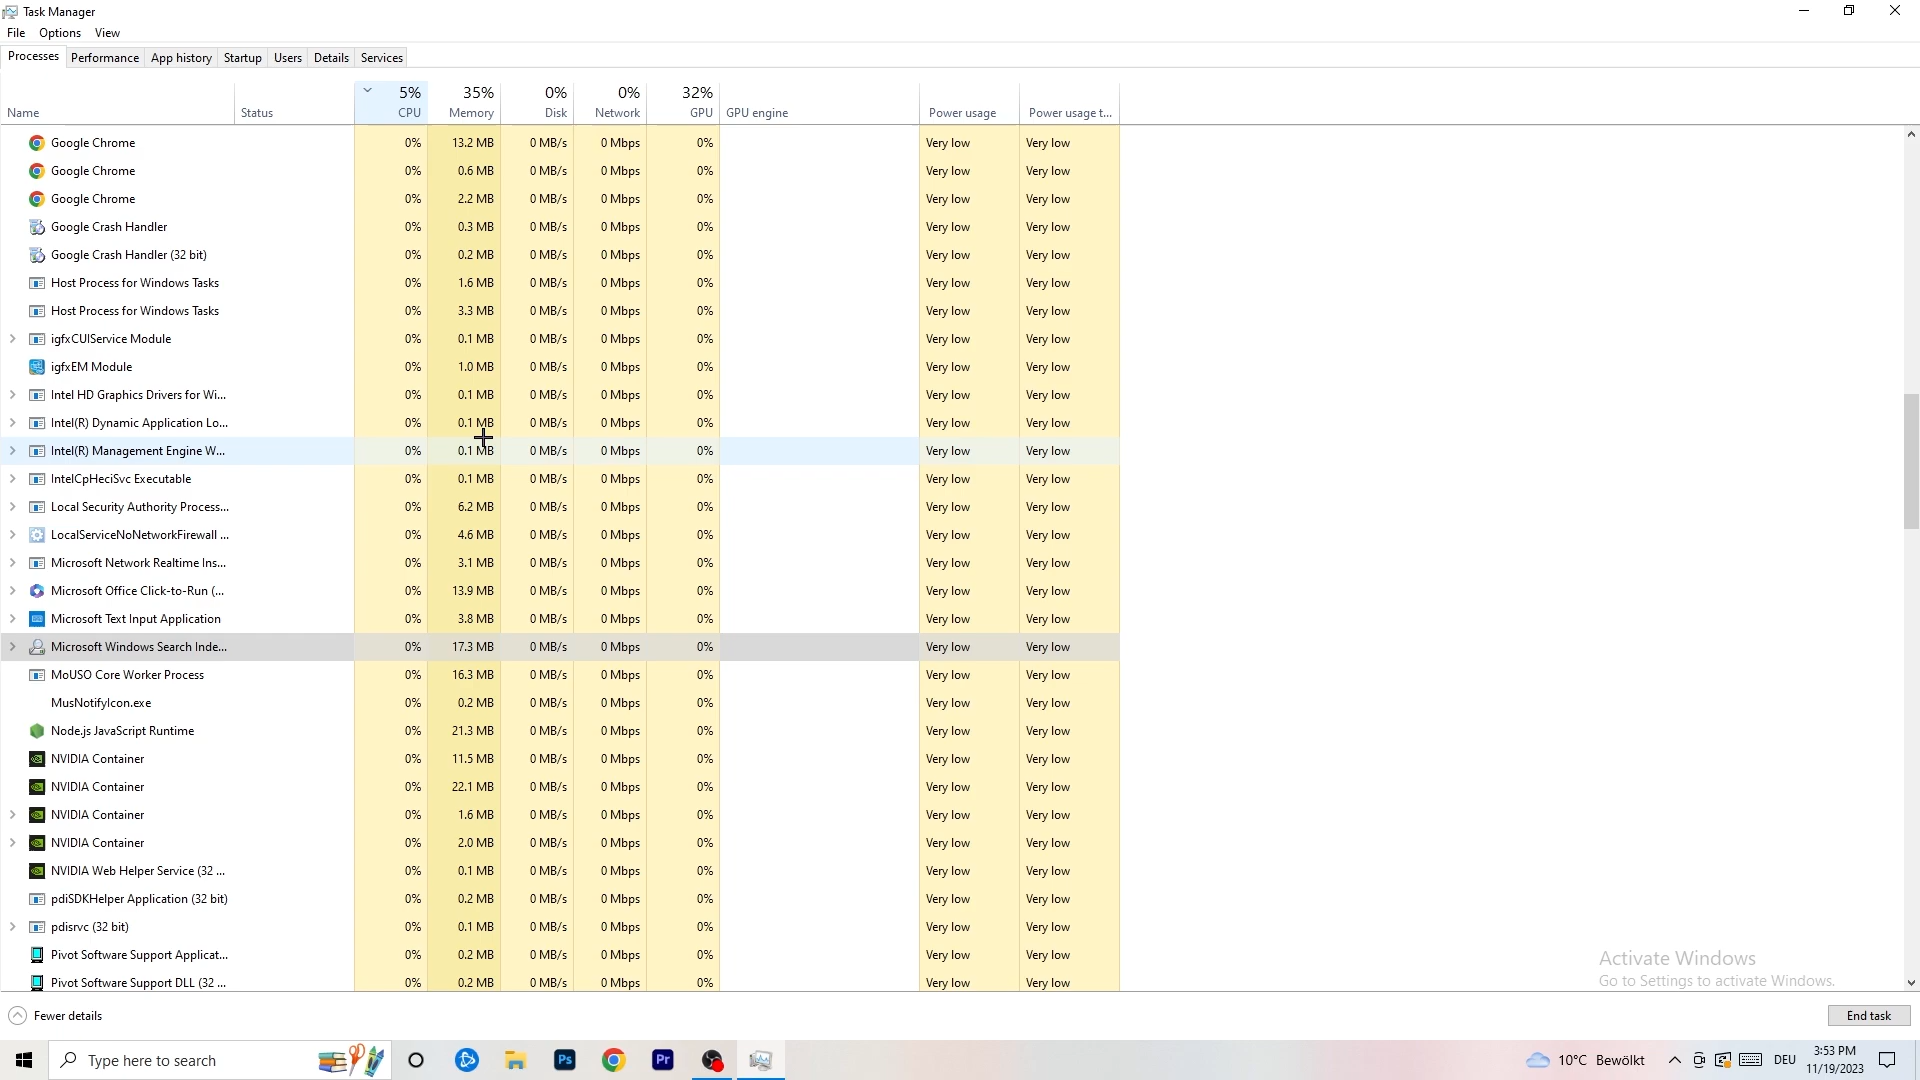 Task Manager
File Options View
Processes Performance App history Startup Users Details Services
5% 35% 0% 0% 32%
Name Status CPU Memory Disk Network GPU GPU engine Power usage Power usage t...
Google Chrome 0% 13.2 MB 0 MB/s 0 Mbps 0% Very low Very low
Google Chrome 0% 0.6 MB 0 MB/s 0 Mbps 0% Very low Very low
Google Chrome 0% 2.2 MB 0 MB/s 0 Mbps 0% Very low Very low
Google Crash Handler 0% 0.3 MB 0 MB/s 0 Mbps 0% Very low Very low
Google Crash Handler (32 bit) 0% 0.2 MB 0 MB/s 0 Mbps 0% Very low Very low
Host Process for Windows Tasks 0% 1.6 MB 0 MB/s 0 Mbps 0% Very low Very low
Host Process for Windows Tasks 0% 3.3 MB 0 MB/s 0 Mbps 0% Very low Very low
igfxCUIService Module 0% 0.1 MB 0 MB/s 0 Mbps 0% Very low Very low
igfxEM Module 0% 1.0 MB 0 MB/s 0 Mbps 0% Very low Very low
Intel HD Graphics Drivers for Wi... 0% 0.1 MB 0 MB/s 0 Mbps 0% Very low Very low
Intel(R) Dynamic Application Lo... 0% 0.1 MB 0 MB/s 0 Mbps 0% Very low Very low
Intel(R) Management Engine W... 0% 0.1 MB 0 MB/s 0 Mbps 0% Very low Very low
IntelCpHeciSvc Executable 0% 0.1 MB 0 MB/s 0 Mbps 0% Very low Very low
Local Security Authority Process... 0% 6.2 MB 0 MB/s 0 Mbps 0% Very low Very low
LocalServiceNoNetworkFirewall ... 0% 4.6 MB 0 MB/s 0 Mbps 0% Very low Very low
Microsoft Network Realtime Ins... 0% 3.1 MB 0 MB/s 0 Mbps 0% Very low Very low
Microsoft Office Click-to-Run (... 0% 13.9 MB 0 MB/s 0 Mbps 0% Very low Very low
Microsoft Text Input Application 0% 3.8 MB 0 MB/s 0 Mbps 0% Very low Very low
Microsoft Windows Search Inde... 0% 17.3 MB 0 MB/s 0 Mbps 0% Very low Very low
MoUSO Core Worker Process 0% 16.3 MB 0 MB/s 0 Mbps 0% Very low Very low
MusNotifyIcon.exe 0% 0.2 MB 0 MB/s 0 Mbps 0% Very low Very low
Node.js JavaScript Runtime 0% 21.3 MB 0 MB/s 0 Mbps 0% Very low Very low
NVIDIA Container 0% 11.5 MB 0 MB/s 0 Mbps 0% Very low Very low
NVIDIA Container 0% 22.1 MB 0 MB/s 0 Mbps 0% Very low Very low
NVIDIA Container 0% 1.6 MB 0 MB/s 0 Mbps 0% Very low Very low
NVIDIA Container 0% 2.0 MB 0 MB/s 0 Mbps 0% Very low Very low
NVIDIA Web Helper Service (32 ... 0% 0.1 MB 0 MB/s 0 Mbps 0% Very low Very low
pdiSDKHelper Application (32 bit) 0% 0.2 MB 0 MB/s 0 Mbps 0% Very low Very low
pdisrvc (32 bit) 0% 0.1 MB 0 MB/s 0 Mbps 0% Very low Very low
Pivot Software Support Applicat... 0% 0.2 MB 0 MB/s 0 Mbps 0% Very low Very low
Pivot Software Support DLL (32 ... 0% 0.2 MB 0 MB/s 0 Mbps 0% Very low Very low
Activate Windows
Go to Settings to activate Windows.
Fewer details End task
Type here to search Ps Pr 10°C Bewölkt DEU 3:53 PM
11/19/2023